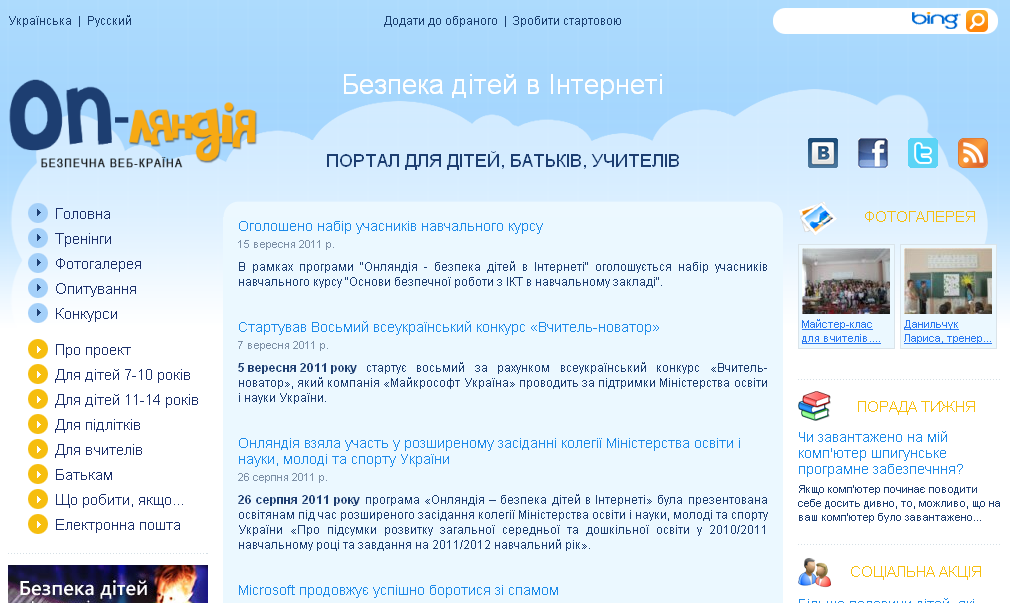 Українська | Русский
Додати до обраного | Зробити стартовою
bing
Безпека дітей в Інтернеті
On-ляндія
БЕЗПЕЧНА ВЕБ-КРАЇНА
ПОРТАЛ ДЛЯ ДІТЕЙ, БАТЬКІВ, УЧИТЕЛІВ
Головна
Тренінги
Фотогалерея
Опитування
Конкурси
Про проект
Для дітей 7-10 років
Для дітей 11-14 років
Для підлітків
Для вчителів
Батькам
Що робити, якщо...
Електронна пошта
Безпека дітей
Оголошено набір учасників навчального курсу
15 вересня 2011 р.
В рамках програми "Онляндія - безпека дітей в Інтернеті" оголошується набір учасників
навчального курсу "Основи безпечної роботи з ІКТ в навчальному закладі".
Стартував Восьмий всеукраїнський конкурс «Вчитель-новатор»
7 вересня 2011 р.
5 вересня 2011 року стартує восьмий за рахунком всеукраїнський конкурс «Вчитель-
новатор», який компанія «Майкрософт Україна» проводить за підтримки Міністерства освіти
і науки України.
Онляндія взяла участь у розширеному засіданні колегії Міністерства освіти і
науки, молоді та спорту України
26 серпня 2011 р.
26 серпня 2011 року програма «Онляндія – безпека дітей в Інтернеті» була презентована
освітянам під час розширеного засідання колегії Міністерства освіти і науки, молоді та спорту
України «Про підсумки розвитку загальної середньої та дошкільної освіти у 2010/2011
навчальному році та завдання на 2011/2012 навчальний рік».
Microsoft продовжує успішно боротися зі спамом
ФОТОГАЛЕРЕЯ
Майстер-клас
для вчителів ....
Данильчук
Лариса, тренер...
ПОРАДА ТИЖНЯ
Чи завантажено на мій
комп'ютер шпигунське
програмне забезпечння?
Якщо комп'ютер починає поводити
себе досить дивно, то, можливо, що на
ваш комп'ютер було завантажено...
СОЦІАЛЬНА АКЦІЯ
Більше половини дітей, які